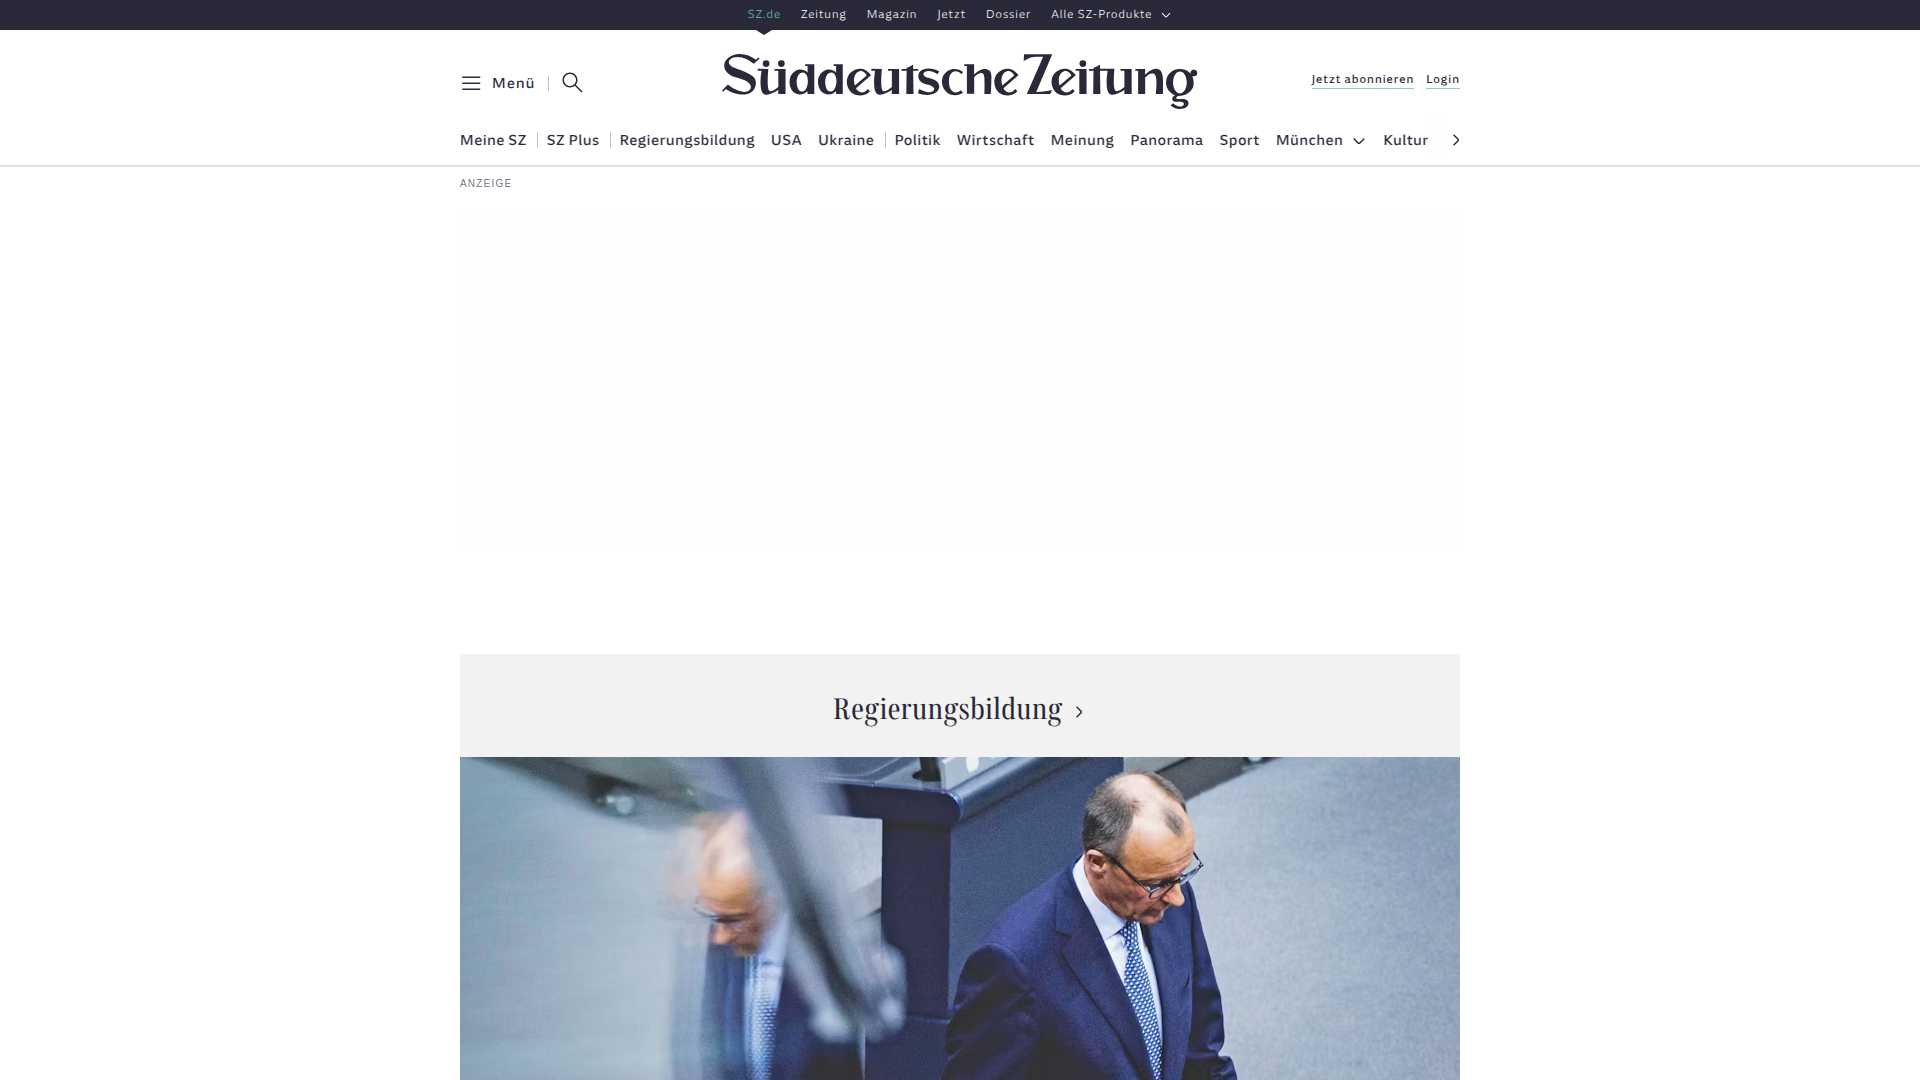 SZ.de Zeitung Magazin Jetzt Dossier Alle SZ-Produkte
Menü
Süddeutsche Zeitung
Jetzt abonnieren Login
Meine SZ SZ Plus Regierungsbildung USA Ukraine Politik Wirtschaft Meinung Panorama Sport München Kultur
ANZEIGE
Regierungsbildung